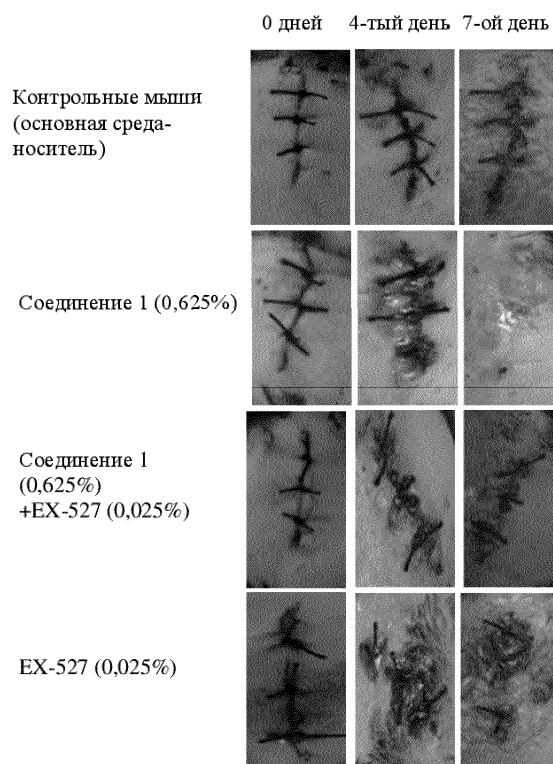 0 дней 4-тый день 7-ой день
Контрольные мыши
(основная среда-
носитель)
Соединение 1 (0,625%)
Соединение 1
(0,625%)
+EX-527 (0,025%)
EX-527 (0,025%)